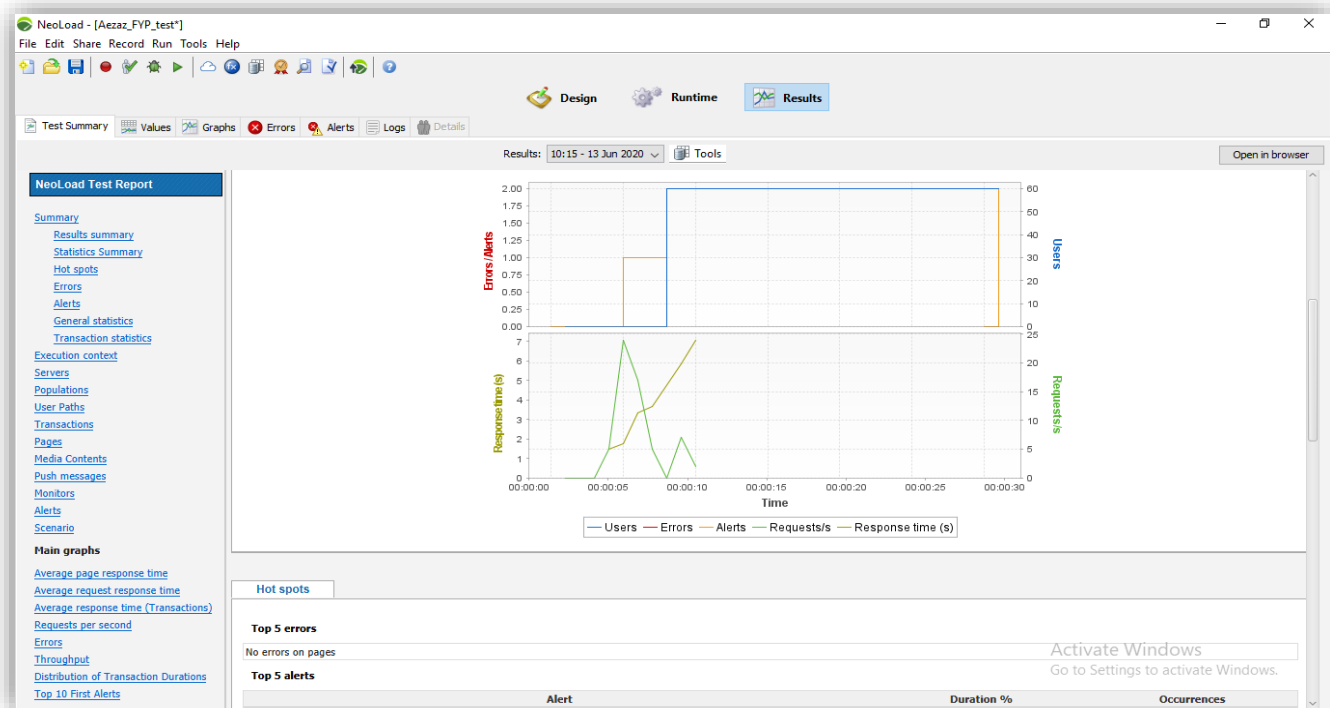 NeoLoad - [Aezaz_FYP_test*]
File Edit Share Record Run Tools Help
Design Runtime Results
Test Summary Values Graphs Errors Alerts Logs Details
Results: 10:15 - 13 Jun 2020 Tools Open in browser
NeoLoad Test Report
Summary
Results summary
Statistics Summary
Hot spots
Errors
Alerts
General statistics
Transaction statistics
Execution context
Servers
Populations
User Paths
Transactions
Pages
Media Contents
Push messages
Monitors
Alerts
Scenario
Main graphs
Average page response time
Average request response time
Average response time (Transactions)
Requests per second
Errors
Throughput
Distribution of Transaction Durations
Top 10 First Alerts
Errors/Alerts
2.00
1.75
1.50
1.25
1.00
0.75
0.50
0.25
0.00
60
50
40
30
20
10
0
Users
Response time (s)
7
6
5
4
3
2
1
0
25
20
15
10
5
0
Requests/s
00:00:00 00:00:05 00:00:10 00:00:15 00:00:20 00:00:25 00:00:30
Time
Users Errors Alerts Requests/s Response time (s)
Hot spots
Top 5 errors
No errors on pages
Top 5 alerts
Alert Duration % Occurrences
Activate Windows
Go to Settings to activate Windows.